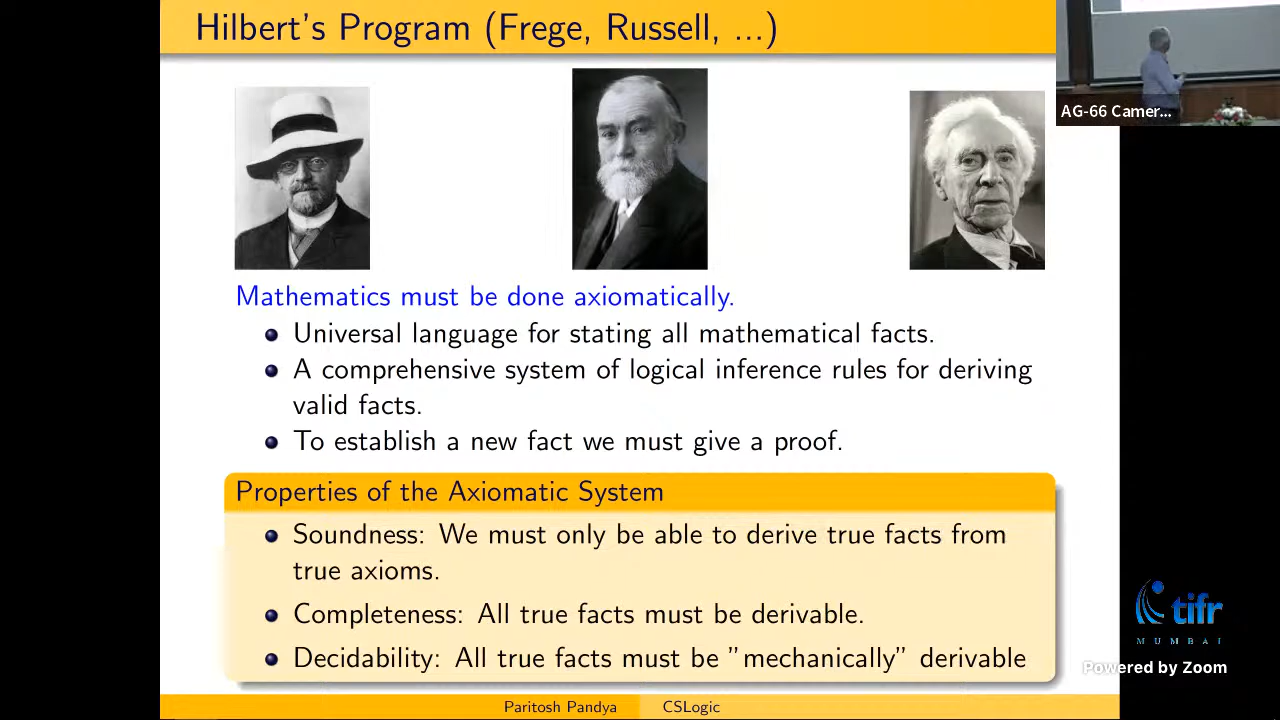 Hilbert's Program (Frege, Russell, ...)
AG-66 Camer...
Mathematics must be done axiomatically.
Universal language for stating all mathematical facts.
A comprehensive system of logical inference rules for deriving
valid facts.
To establish a new fact we must give a proof.
Properties of the Axiomatic System
Soundness: We must only be able to derive true facts from
true axioms.
Completeness: All true facts must be derivable.
Decidability: All true facts must be "mechanically" derivable
tifr
MUMBAI
Powered by Zoom
Paritosh Pandya CSLogic